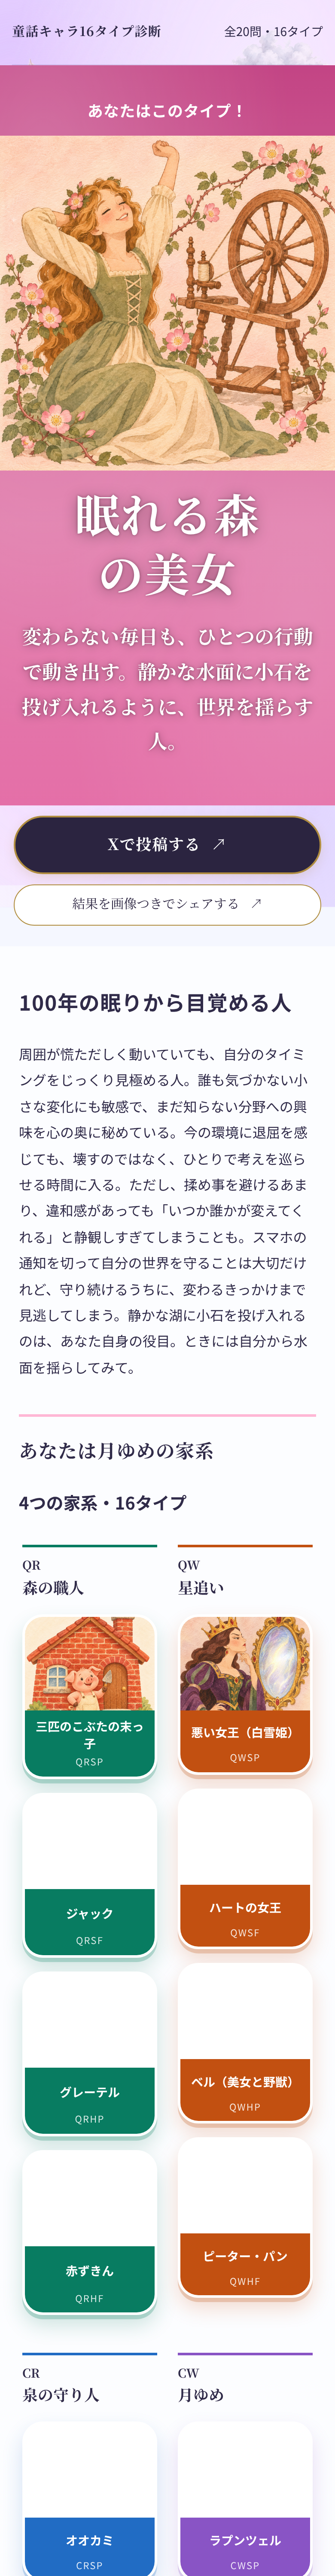 童話キャラ16タイプ診断
全20問・16タイプ
あなたはこのタイプ！
眠れる森
の美女
変わらない毎日も、ひとつの行動
で動き出す。静かな水面に小石を
投げ入れるように、世界を揺らす
人。
Xで投稿する ↗
結果を画像つきでシェアする ↗
100年の眠りから目覚める人
周囲が慌ただしく動いていても、自分のタイミ
ングをじっくり見極める人。誰も気づかない小
さな変化にも敏感で、まだ知らない分野への興
味を心の奥に秘めている。今の環境に退屈を感
じても、壊すのではなく、ひとりで考えを巡ら
せる時間に入る。ただし、揉め事を避けるあま
り、違和感があっても「いつか誰かが変えてく
れる」と静観しすぎてしまうことも。スマホの
通知を切って自分の世界を守ることは大切だけ
れど、守り続けるうちに、変わるきっかけまで
見逃してしまう。静かな湖に小石を投げ入れる
のは、あなた自身の役目。ときには自分から水
面を揺らしてみて。
あなたは月ゆめの家系
4つの家系・16タイプ
QR
森の職人
三匹のこぶたの末っ
子
QRSP
ジャック
QRSF
グレーテル
QRHP
赤ずきん
QRHF
QW
星追い
悪い女王（白雪姫）
QWSP
ハートの女王
QWSF
ベル（美女と野獣）
QWHP
ピーター・パン
QWHF
CR
泉の守り人
オオカミ
CRSP
CW
月ゆめ
ラプンツェル
CWSP